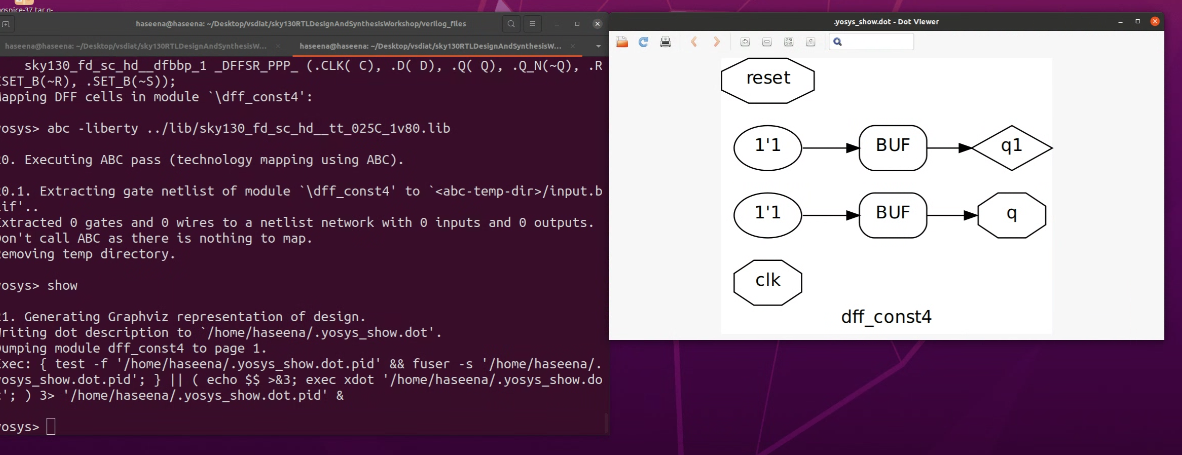 haseena@haseena: ~/Desktop/vsdiat/sky130RTLDesignAndSynthesisWorkshop/verilog_files
haseena@haseena: ~/Desktop/vsdiat/sky130RTLDesignAndSynthesisW...
haseena@haseena: ~/Desktop/vsdiat/sky130RTLDesignAndSynthesisW...
sky130_fd_sc_hd__dfbbp_1 _DFFSR_PPP_ (.CLK( C), .D( D), .Q( Q), .Q_N(~Q), .R
ESET_B(~R), .SET_B(~S));
apping DFF cells in module `\dff_const4':
yosys> abc -liberty ../lib/sky130_fd_sc_hd__tt_025C_1v80.lib
0. Executing ABC pass (technology mapping using ABC).
0.1. Extracting gate netlist of module `\dff_const4' to `<abc-temp-dir>/input.b
lif'..
xtracted 0 gates and 0 wires to a netlist network with 0 inputs and 0 outputs.
on't call ABC as there is nothing to map.
emoving temp directory.
yosys> show
1. Generating Graphviz representation of design.
riting dot description to `/home/haseena/.yosys_show.dot'.
umping module dff_const4 to page 1.
xec: { test -f '/home/haseena/.yosys_show.dot.pid' && fuser -s '/home/haseena/.
yosys_show.dot.pid'; } || ( echo $$ >&3; exec xdot '/home/haseena/.yosys_show.do
t'; ) 3> '/home/haseena/.yosys_show.dot.pid' &
yosys>
.yosys_show.dot - Dot Viewer
reset
1'1 BUF q1
1'1 BUF q
clk
dff_const4